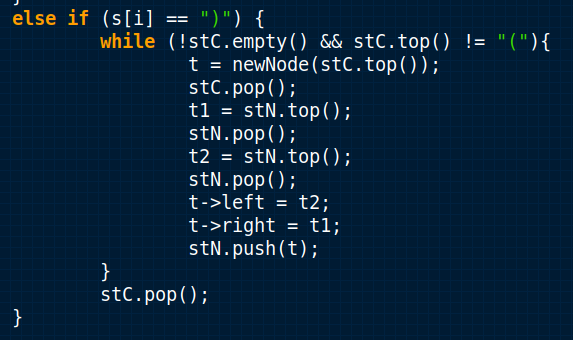 }
else if (s[i] == ")") {
        while (!stC.empty() && stC.top() != "("){
                t = newNode(stC.top());
                stC.pop();
                t1 = stN.top();
                stN.pop();
                t2 = stN.top();
                stN.pop();
                t->left = t2;
                t->right = t1;
                stN.push(t);
        }
        stC.pop();
}